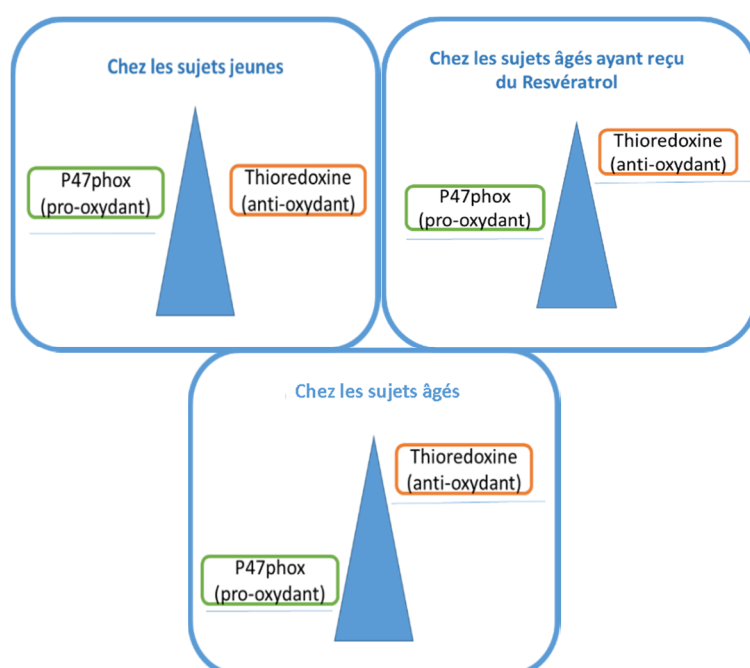 Chez les sujets jeunes
P47phox
(pro-oxydant)
Thioredoxine
(anti-oxydant)
Chez les sujets âgés ayant reçu
du Resvératrol
P47phox
(pro-oxydant)
Thioredoxine
(anti-oxydant)
Chez les sujets âgés
P47phox
(pro-oxydant)
Thioredoxine
(anti-oxydant)